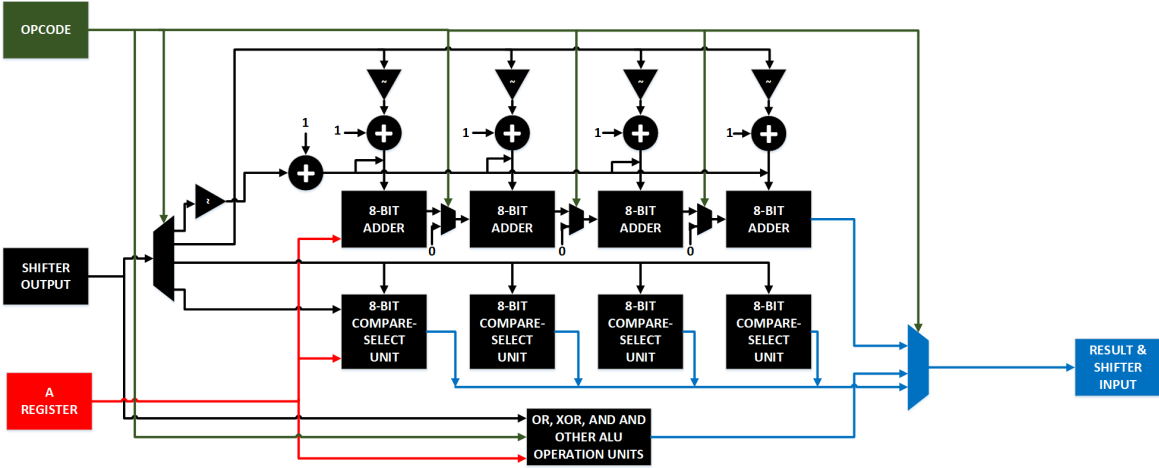 OPCODE
~ ~ ~ ~
1 1 1 1 1
~
8-BIT ADDER
8-BIT ADDER
8-BIT ADDER
8-BIT ADDER
0 0 0
SHIFTER
OUTPUT
8-BIT
COMPARE-
SELECT
UNIT
8-BIT
COMPARE-
SELECT
UNIT
8-BIT
COMPARE-
SELECT
UNIT
8-BIT
COMPARE-
SELECT
UNIT
RESULT &
SHIFTER
INPUT
A
REGISTER
OR, XOR, AND AND
OTHER ALU
OPERATION UNITS